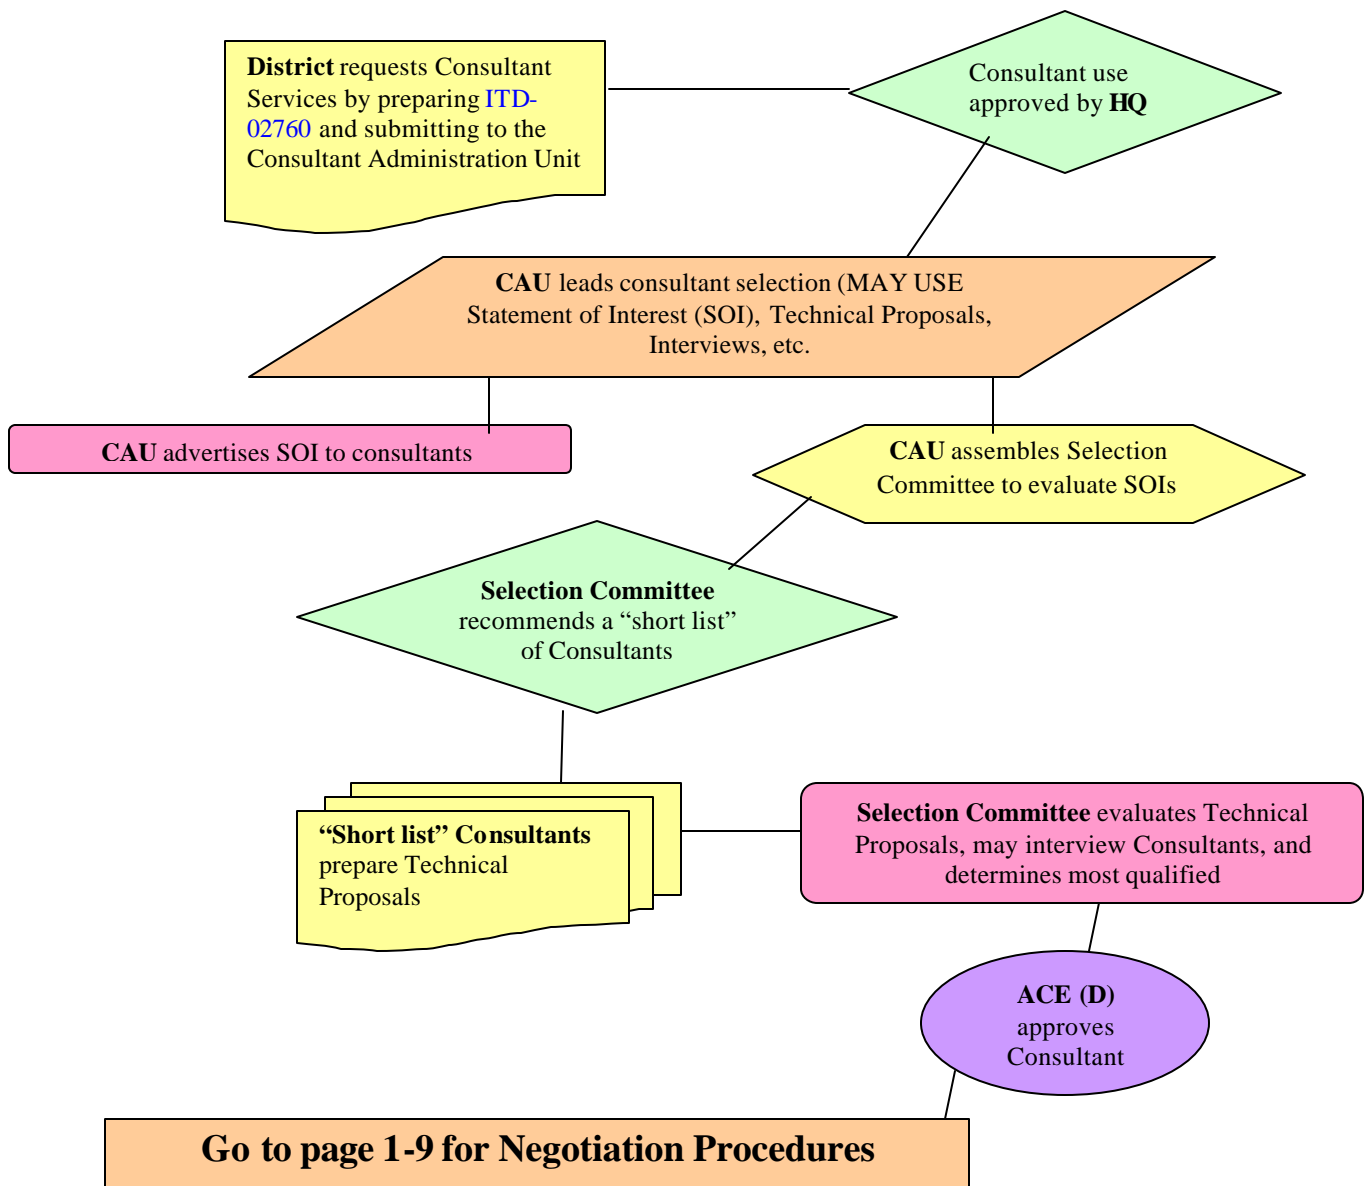 District requests Consultant
Services by preparing ITD-
02760 and submitting to the
Consultant Administration Unit
Consultant use
approved by HQ
CAU leads consultant selection (MAY USE
Statement of Interest (SOI), Technical Proposals,
Interviews, etc.
CAU advertises SOI to consultants
CAU assembles Selection
Committee to evaluate SOIs
Selection Committee
recommends a “short list”
of Consultants
“Short list” Consultants
prepare Technical
Proposals
Selection Committee evaluates Technical
Proposals, may interview Consultants, and
determines most qualified
ACE (D)
approves
Consultant
Go to page 1-9 for Negotiation Procedures